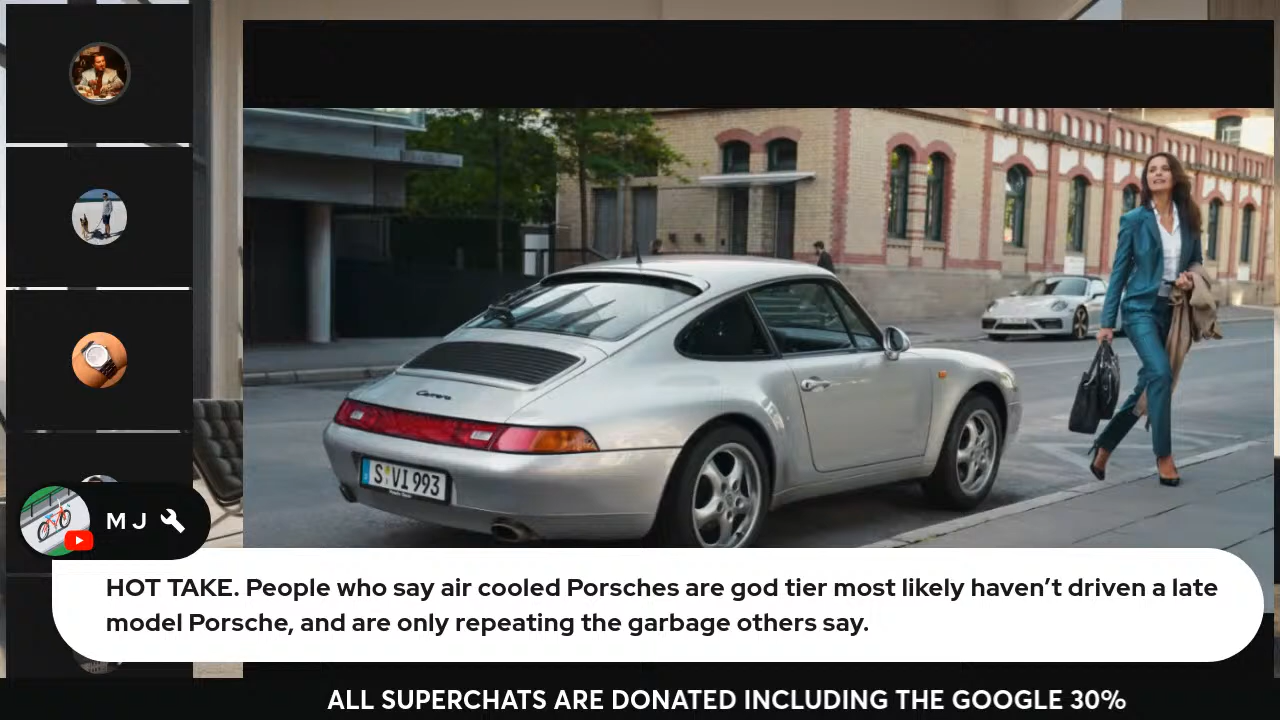 Carrera
S VI 993
M J
HOT TAKE. People who say air cooled Porsches are god tier most likely haven't driven a late
model Porsche, and are only repeating the garbage others say.
ALL SUPERCHATS ARE DONATED INCLUDING THE GOOGLE 30%